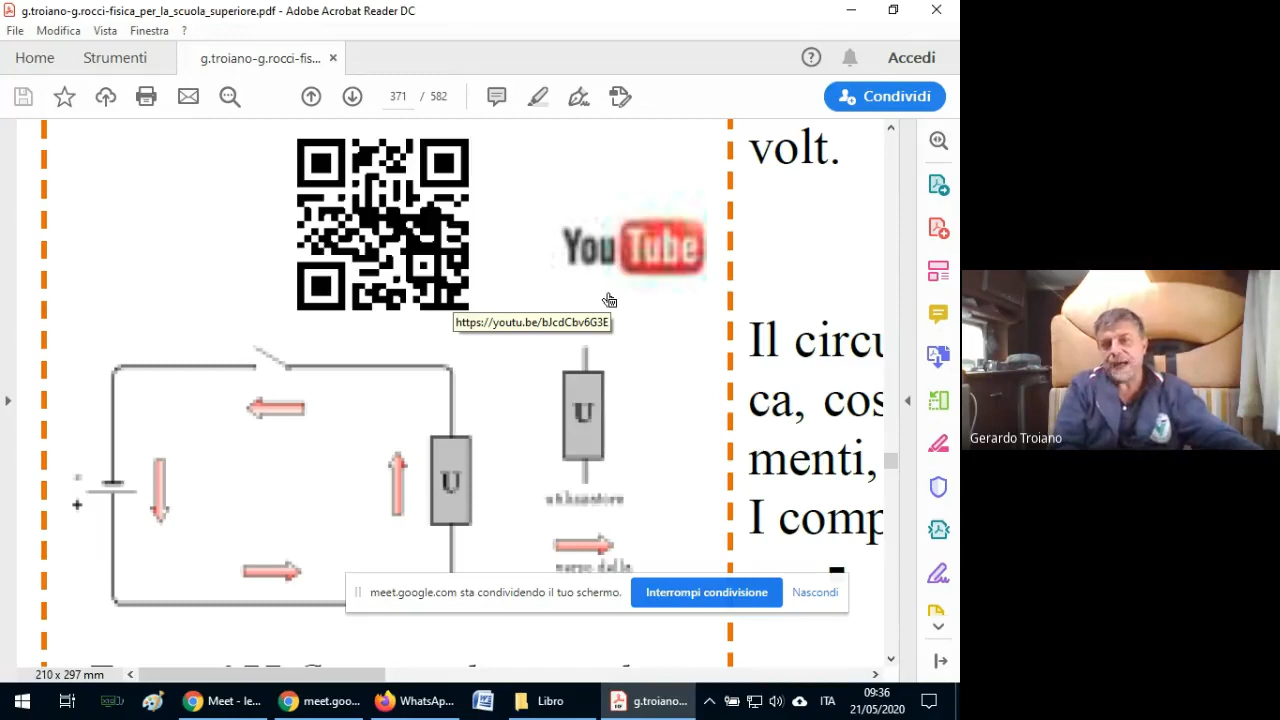 g.troiano-g.rocci-fisica_per_la_scuola_superiore.pdf - Adobe Acrobat Reader DC
File Modifica Vista Finestra ?
Home Strumenti g.troiano-g.rocci-fis... × Accedi
371 / 582 Condividi
volt.
You Tube
https://youtu.be/bJcdCbv6G3E
Il circu
U
ca, cos
Gerardo Troiano
menti,
U
+
utilizzatore
I comp
meet.google.com sta condividendo il tuo schermo. Interrompi condivisione Nascondi
210 x 297 mm
Meet - le... meet.goo... WhatsAp... Libro g.troiano... ITA 09:36
21/05/2020